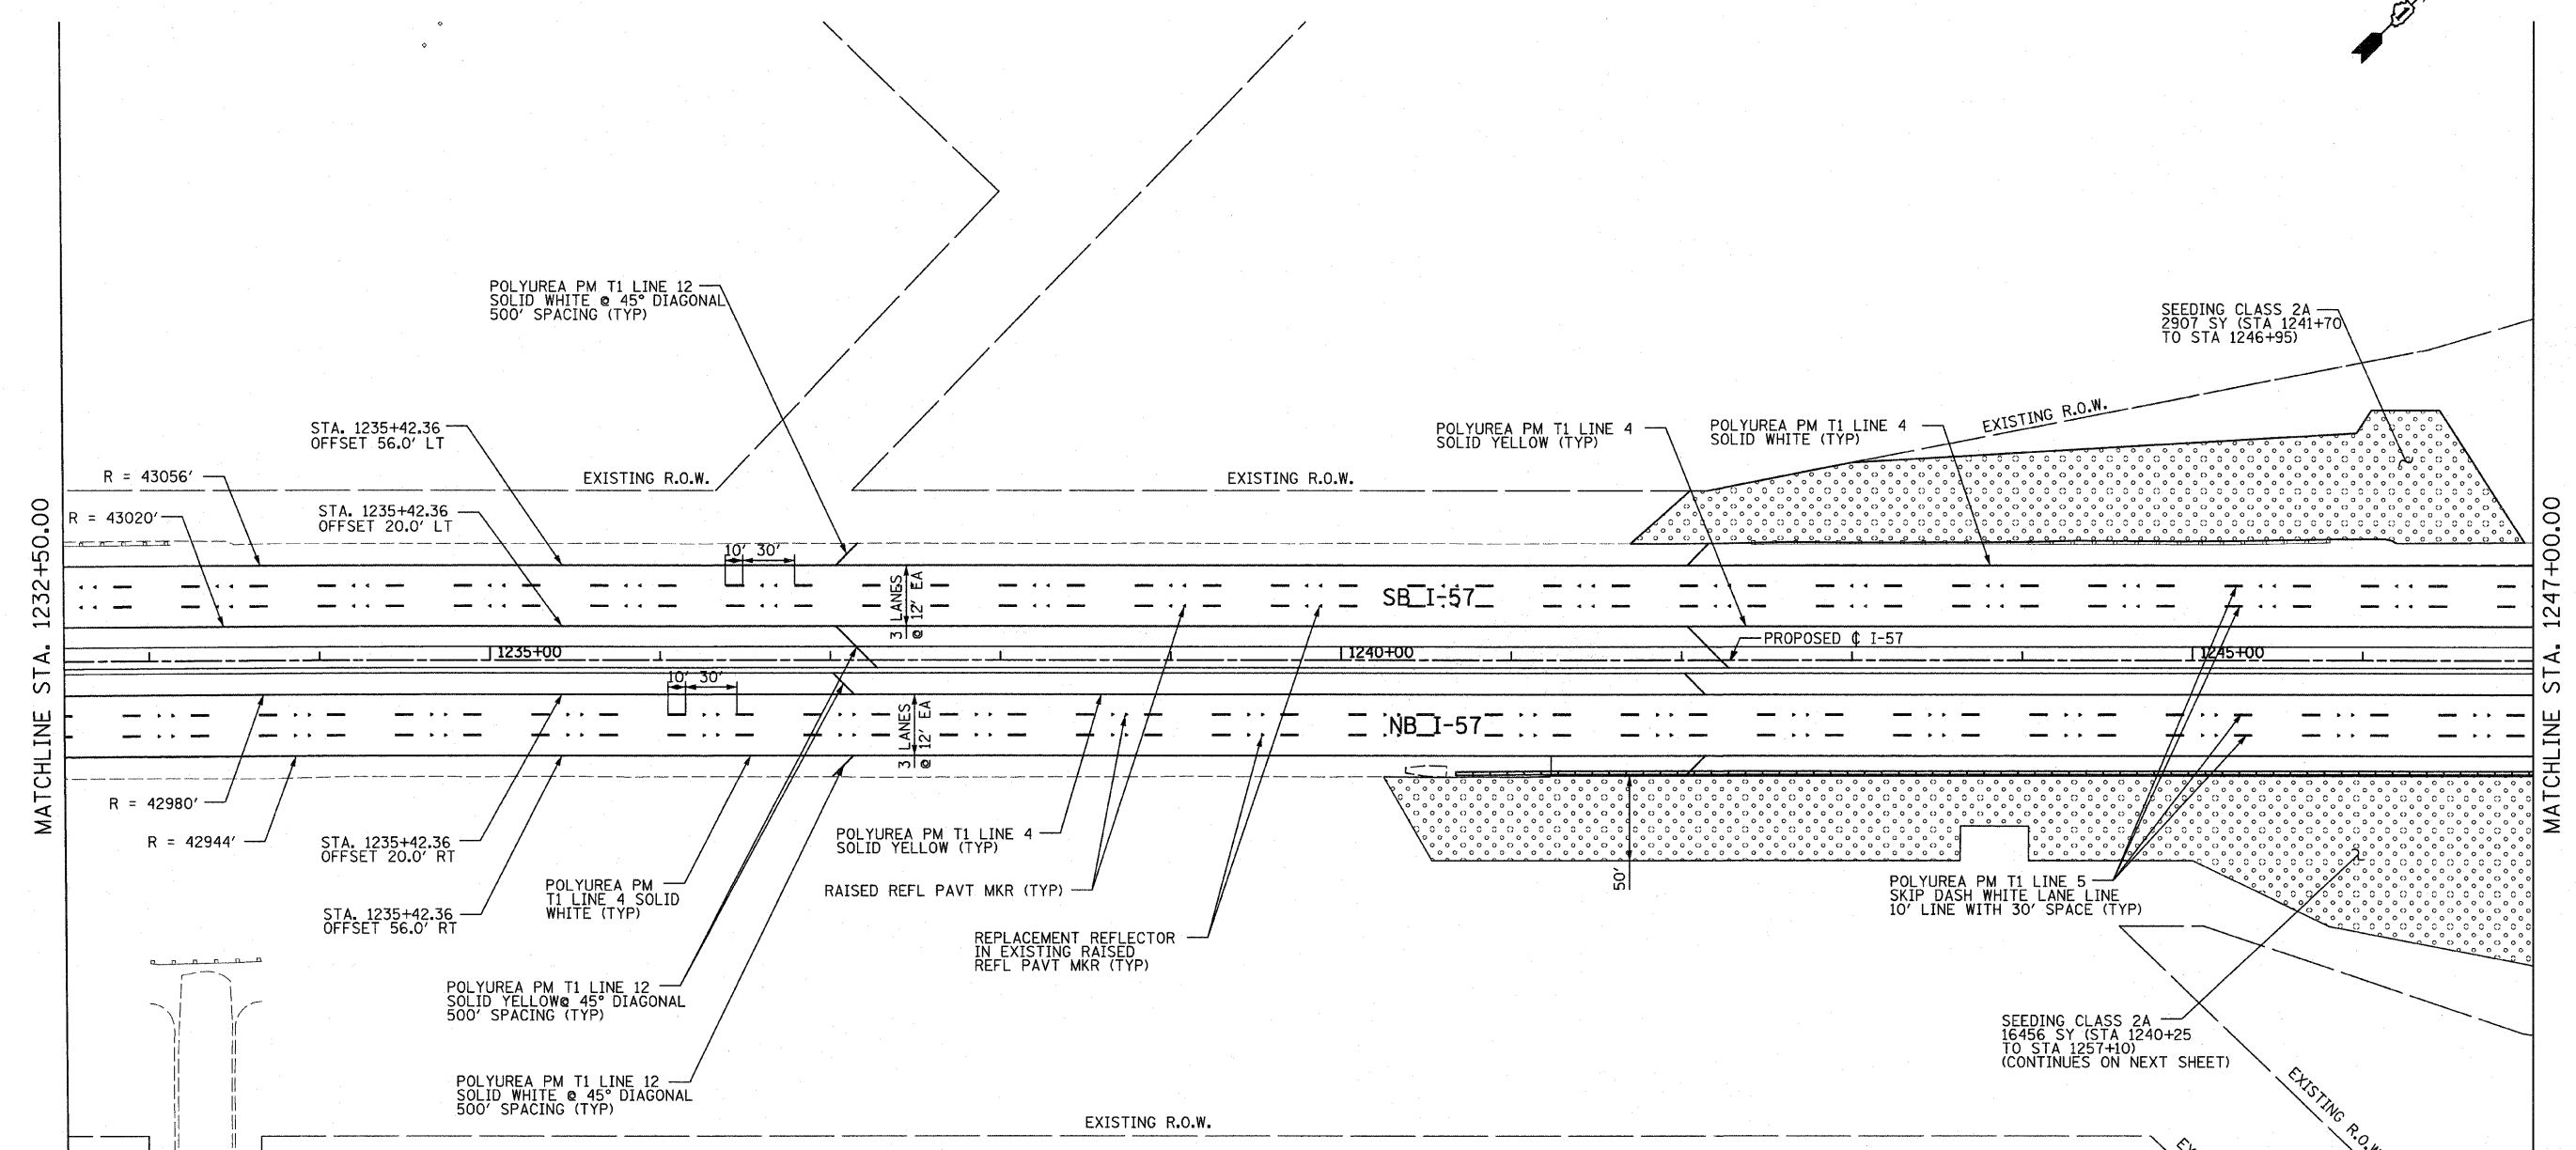 POLYUREA PM T1 LINE 12
SOLID WHITE @ 45° DIAGONAL
500' SPACING (TYP)
SEEDING CLASS 2A
2907 SY (STA 1241+70
TO STA 1246+95)
STA. 1235+42.36
OFFSET 56.0' LT
POLYUREA PM T1 LINE 4
SOLID YELLOW (TYP)
POLYUREA PM T1 LINE 4
SOLID WHITE (TYP)
EXISTING R.O.W.
R = 43056'
EXISTING R.O.W.
EXISTING R.O.W.
R = 43020'
STA. 1235+42.36
OFFSET 20.0' LT
MATCHLINE STA. 1232+50.00
MATCHLINE STA. 1247+00.00
10' 30'
3 LANES
@ 12' EA
SB I-57
PROPOSED ℄ I-57
1235+00
1240+00
1245+00
10' 30'
3 LANES
@ 12' EA
NB I-57
R = 42980'
R = 42944'
STA. 1235+42.36
OFFSET 20.0' RT
POLYUREA PM T1 LINE 4
SOLID YELLOW (TYP)
50'
POLYUREA PM
T1 LINE 4 SOLID
WHITE (TYP)
RAISED REFL PAVT MKR (TYP)
POLYUREA PM T1 LINE 5
SKIP DASH WHITE LANE LINE
10' LINE WITH 30' SPACE (TYP)
STA. 1235+42.36
OFFSET 56.0' RT
REPLACEMENT REFLECTOR
IN EXISTING RAISED
REFL PAVT MKR (TYP)
POLYUREA PM T1 LINE 12
SOLID YELLOW@ 45° DIAGONAL
500' SPACING (TYP)
SEEDING CLASS 2A
16456 SY (STA 1240+25
TO STA 1257+10)
(CONTINUES ON NEXT SHEET)
POLYUREA PM T1 LINE 12
SOLID WHITE @ 45° DIAGONAL
500' SPACING (TYP)
EXISTING R.O.W.
EXISTING R.O.W.